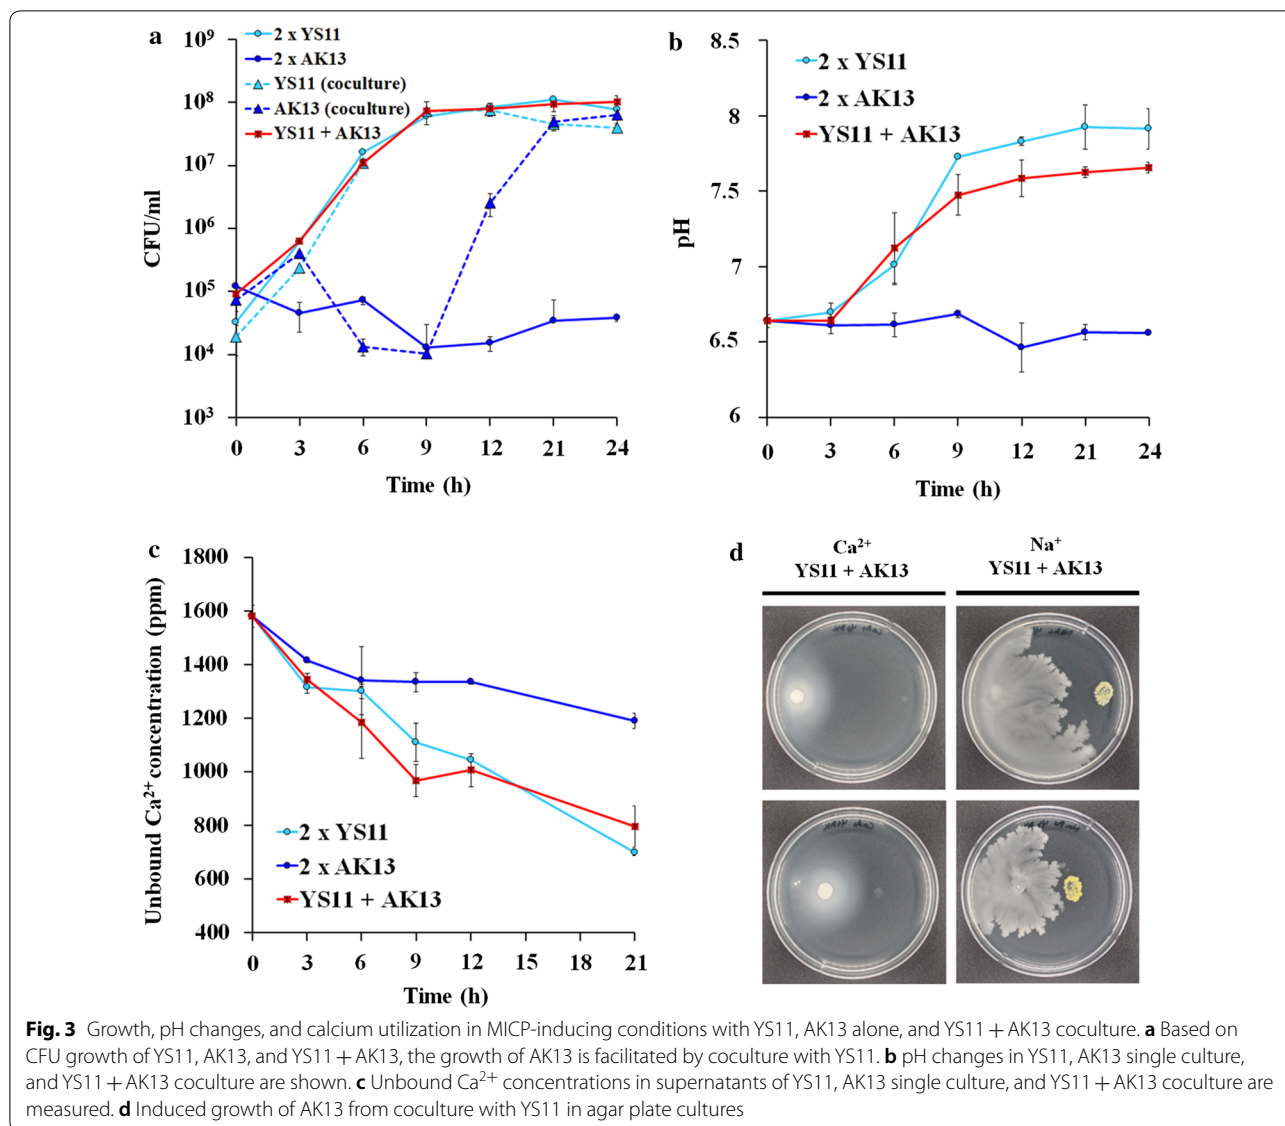 a
10⁹
10⁸
10⁷
10⁶
10⁵
10⁴
10³
CFU/ml
2 x YS11
2 x AK13
YS11 (coculture)
AK13 (coculture)
YS11 + AK13
0 3 6 9 12 21 24
Time (h)
b
8.5
8
7.5
7
6.5
6
pH
2 x YS11
2 x AK13
YS11 + AK13
0 3 6 9 12 21 24
Time (h)
c
1800
1600
1400
1200
1000
800
600
400
Unbound Ca²⁺ concentration (ppm)
2 x YS11
2 x AK13
YS11 + AK13
0 3 6 9 12 15 18 21
Time (h)
d
Ca²⁺
YS11 + AK13
Na⁺
YS11 + AK13
Fig. 3 Growth, pH changes, and calcium utilization in MICP-inducing conditions with YS11, AK13 alone, and YS11 + AK13 coculture. a Based on
CFU growth of YS11, AK13, and YS11 + AK13, the growth of AK13 is facilitated by coculture with YS11. b pH changes in YS11, AK13 single culture,
and YS11 + AK13 coculture are shown. c Unbound Ca²⁺ concentrations in supernatants of YS11, AK13 single culture, and YS11 + AK13 coculture are
measured. d Induced growth of AK13 from coculture with YS11 in agar plate cultures